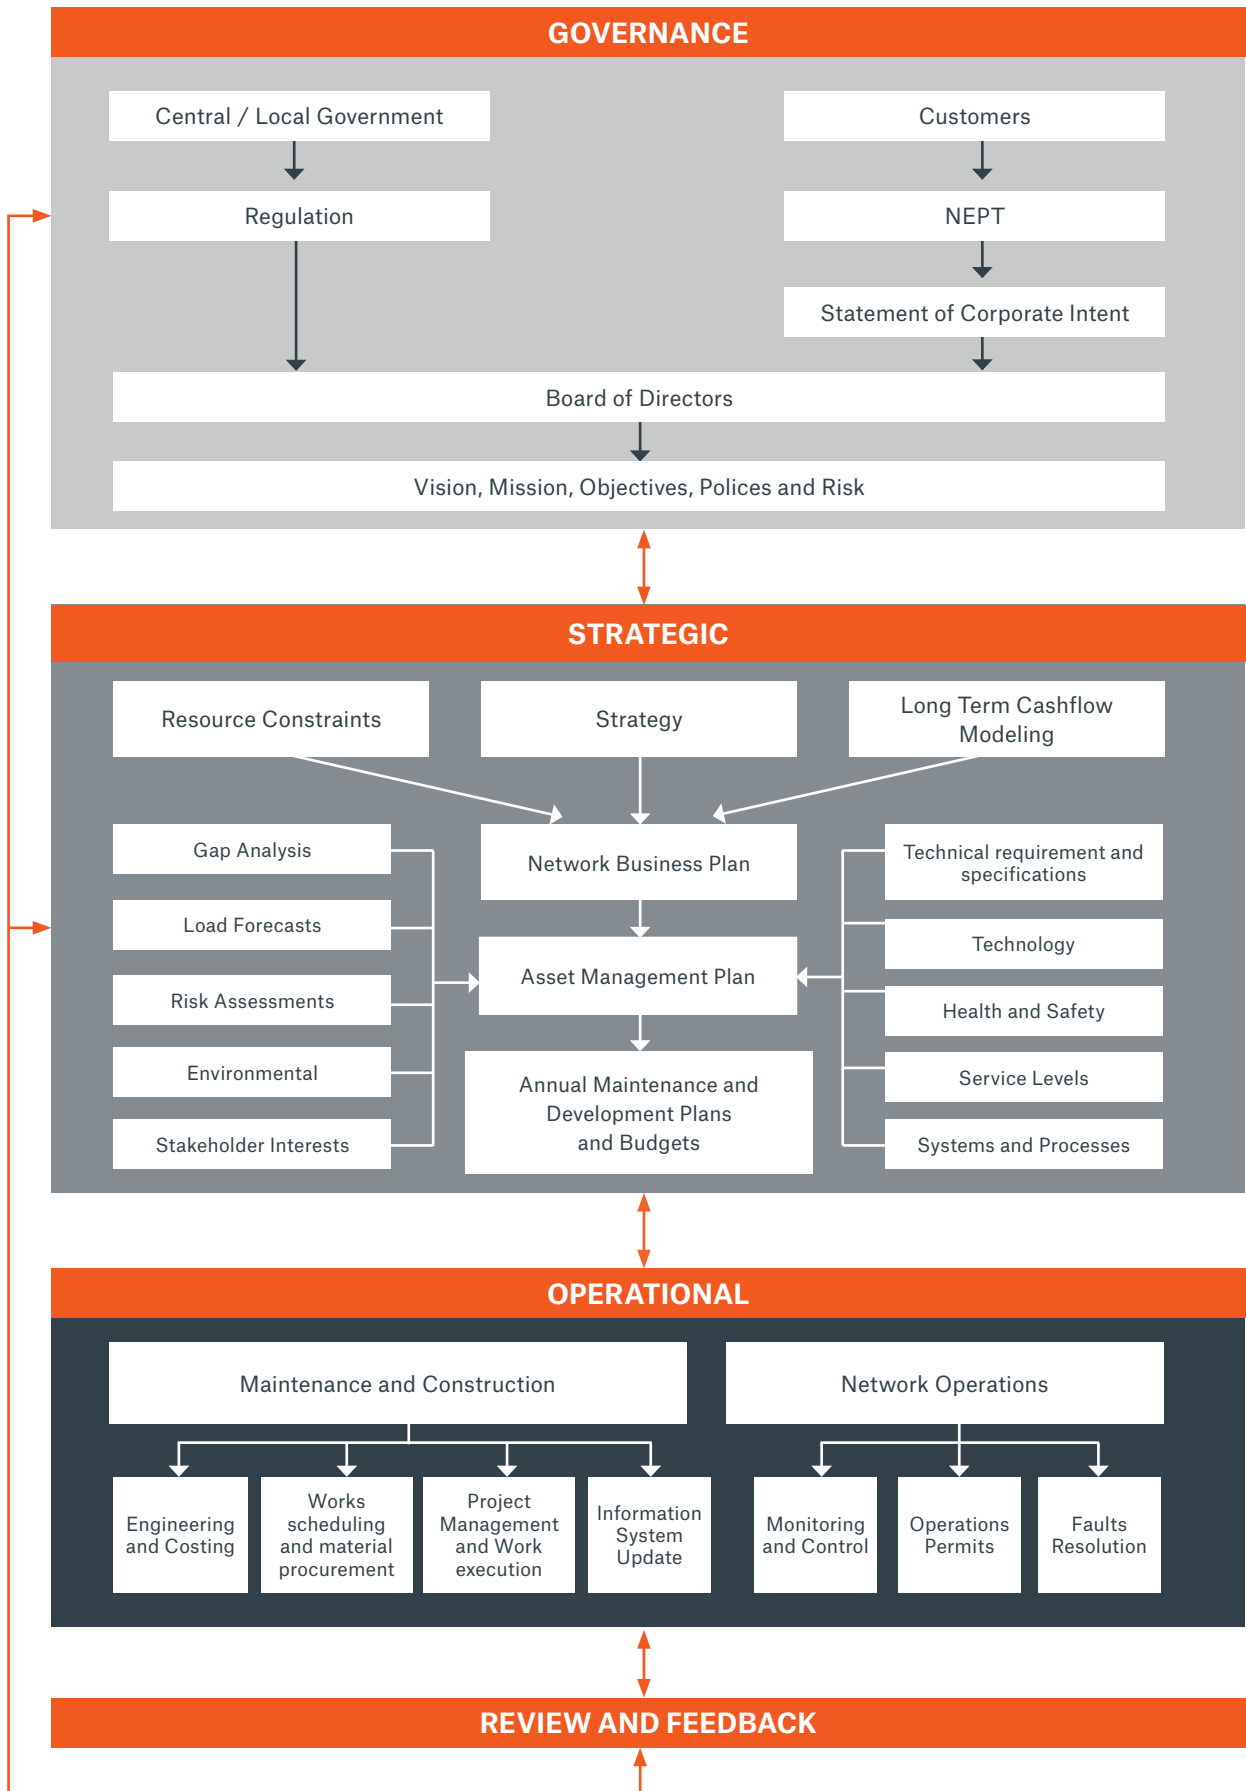 GOVERNANCE
Central / Local Government
Customers
Regulation
NEPT
Statement of Corporate Intent
Board of Directors
Vision, Mission, Objectives, Polices and Risk
STRATEGIC
Resource Constraints
Strategy
Long Term Cashflow
Modeling
Gap Analysis
Load Forecasts
Risk Assessments
Environmental
Stakeholder Interests
Network Business Plan
Asset Management Plan
Annual Maintenance and
Development Plans
and Budgets
Technical requirement and
specifications
Technology
Health and Safety
Service Levels
Systems and Processes
OPERATIONAL
Maintenance and Construction
Engineering
and Costing
Works
scheduling
and material
procurement
Project
Management
and Work
execution
Information
System
Update
Network Operations
Monitoring
and Control
Operations
Permits
Faults
Resolution
REVIEW AND FEEDBACK